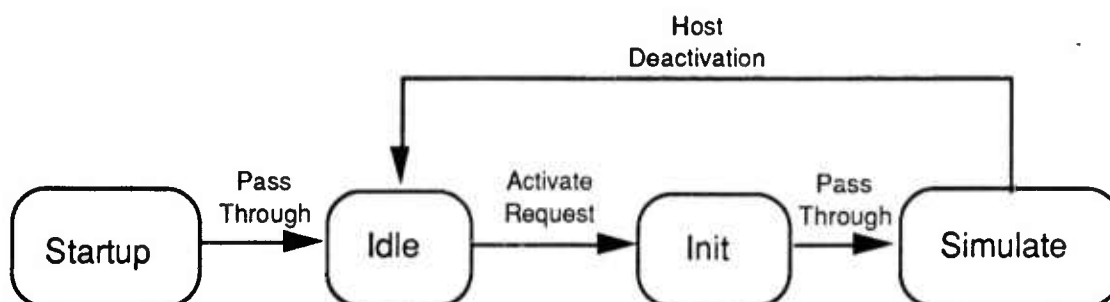 Host
Deactivation
Pass
Through
Activate
Request
Pass
Through
Startup
Idle
Init
Simulate